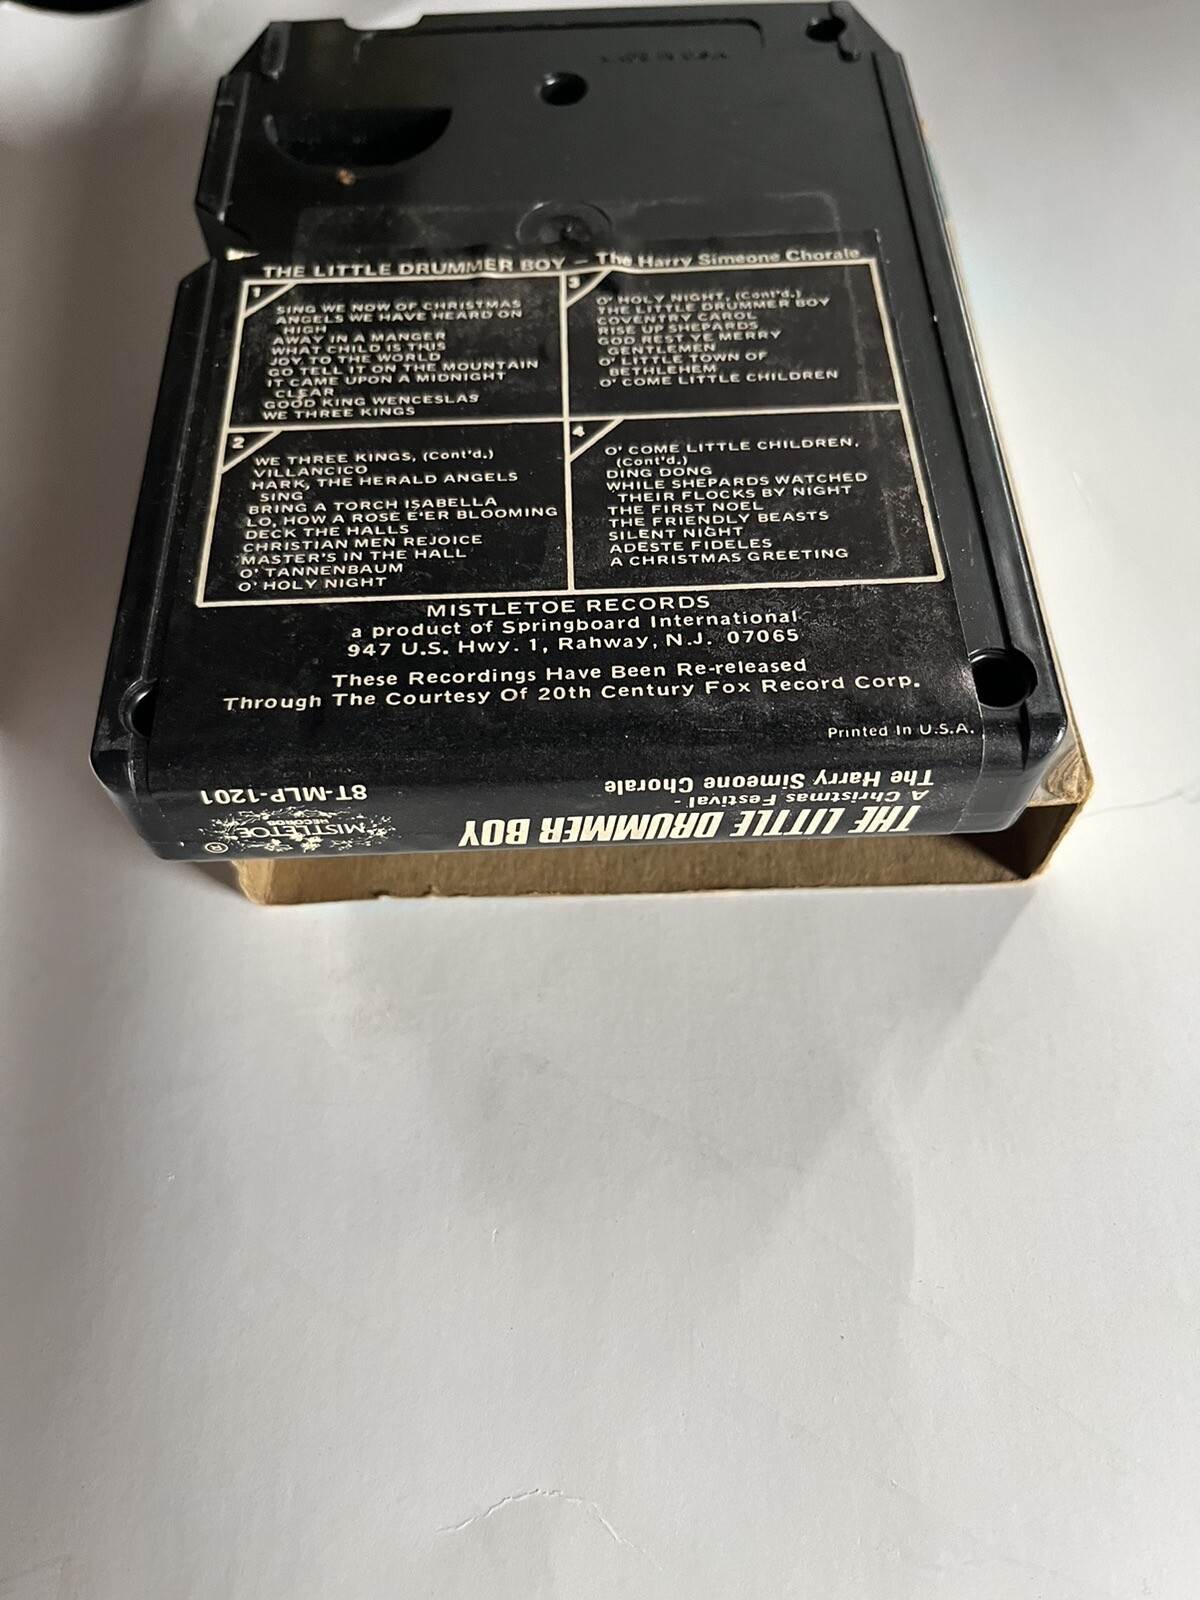 THE LITTLE DRUMMER BOY – The Harry Simeone Chorale
1
SING WE NOW OF CHRISTMAS
ANGELS WE HAVE HEARD ON
HIGH
AWAY IN A MANGER
WHAT CHILD IS THIS
JOY TO THE WORLD
GO TELL IT ON THE MOUNTAIN
IT CAME UPON A MIDNIGHT
CLEAR
GOOD KING WENCESLAS
WE THREE KINGS
2
WE THREE KINGS, (Cont'd.)
VILLANCICO
HARK, THE HERALD ANGELS
SING
BRING A TORCH ISABELLA
LO, HOW A ROSE E'ER BLOOMING
DECK THE HALLS
CHRISTIAN MEN REJOICE
MASTER'S IN THE HALL
O' TANNENBAUM
O' HOLY NIGHT
3
O' HOLY NIGHT, (Cont'd.)
THE LITTLE DRUMMER BOY
COVENTRY CAROL
RISE UP SHEPARDS
GOD REST YE MERRY
GENTLEMEN
O' LITTLE TOWN OF
BETHLEHEM
O' COME LITTLE CHILDREN
4
O' COME LITTLE CHILDREN,
(Cont'd.)
DING DONG
WHILE SHEPARDS WATCHED
THEIR FLOCKS BY NIGHT
THE FIRST NOEL
THE FRIENDLY BEASTS
SILENT NIGHT
ADESTE FIDELES
A CHRISTMAS GREETING
MISTLETOE RECORDS
a product of Springboard International
947 U.S. Hwy. 1, Rahway, N.J. 07065
These Recordings Have Been Re-released
Through The Courtesy Of 20th Century Fox Record Corp.
Printed In U.S.A.
THE LITTLE DRUMMER BOY
A Christmas Festival -
The Harry Simeone Chorale
MISTLETOE
RECORDS
®
8T-MLP-1201